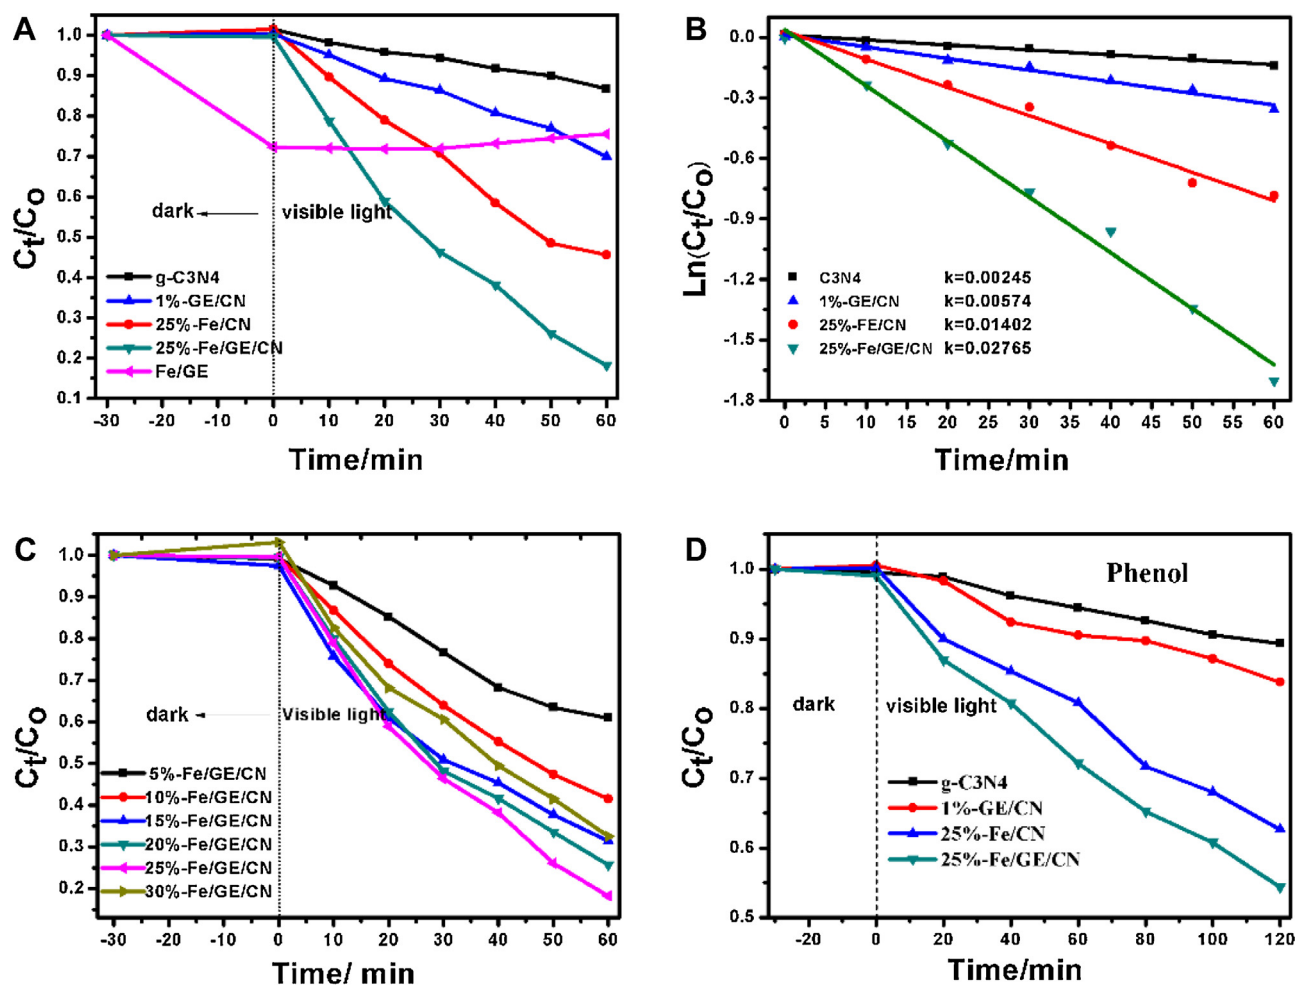 A
Ct/Co
1.0
0.9
0.8
0.7
0.6
0.5
0.4
0.3
0.2
0.1
dark
visible light
g-C3N4
1%-GE/CN
25%-Fe/CN
25%-Fe/GE/CN
Fe/GE
-30 -20 -10 0 10 20 30 40 50 60
Time/min
B
Ln(Ct/Co)
0.0
-0.3
-0.6
-0.9
-1.2
-1.5
-1.8
C3N4 k=0.00245
1%-GE/CN k=0.00574
25%-FE/CN k=0.01402
25%-Fe/GE/CN k=0.02765
0 5 10 15 20 25 30 35 40 45 50 55 60
Time/min
C
Ct/Co
1.0
0.9
0.8
0.7
0.6
0.5
0.4
0.3
0.2
dark
Visible light
5%-Fe/GE/CN
10%-Fe/GE/CN
15%-Fe/GE/CN
20%-Fe/GE/CN
25%-Fe/GE/CN
30%-Fe/GE/CN
-30 -20 -10 0 10 20 30 40 50 60
Time/ min
D
Ct/Co
Phenol
1.0
0.9
0.8
0.7
0.6
0.5
dark
visible light
g-C3N4
1%-GE/CN
25%-Fe/CN
25%-Fe/GE/CN
-20 0 20 40 60 80 100 120
Time/min